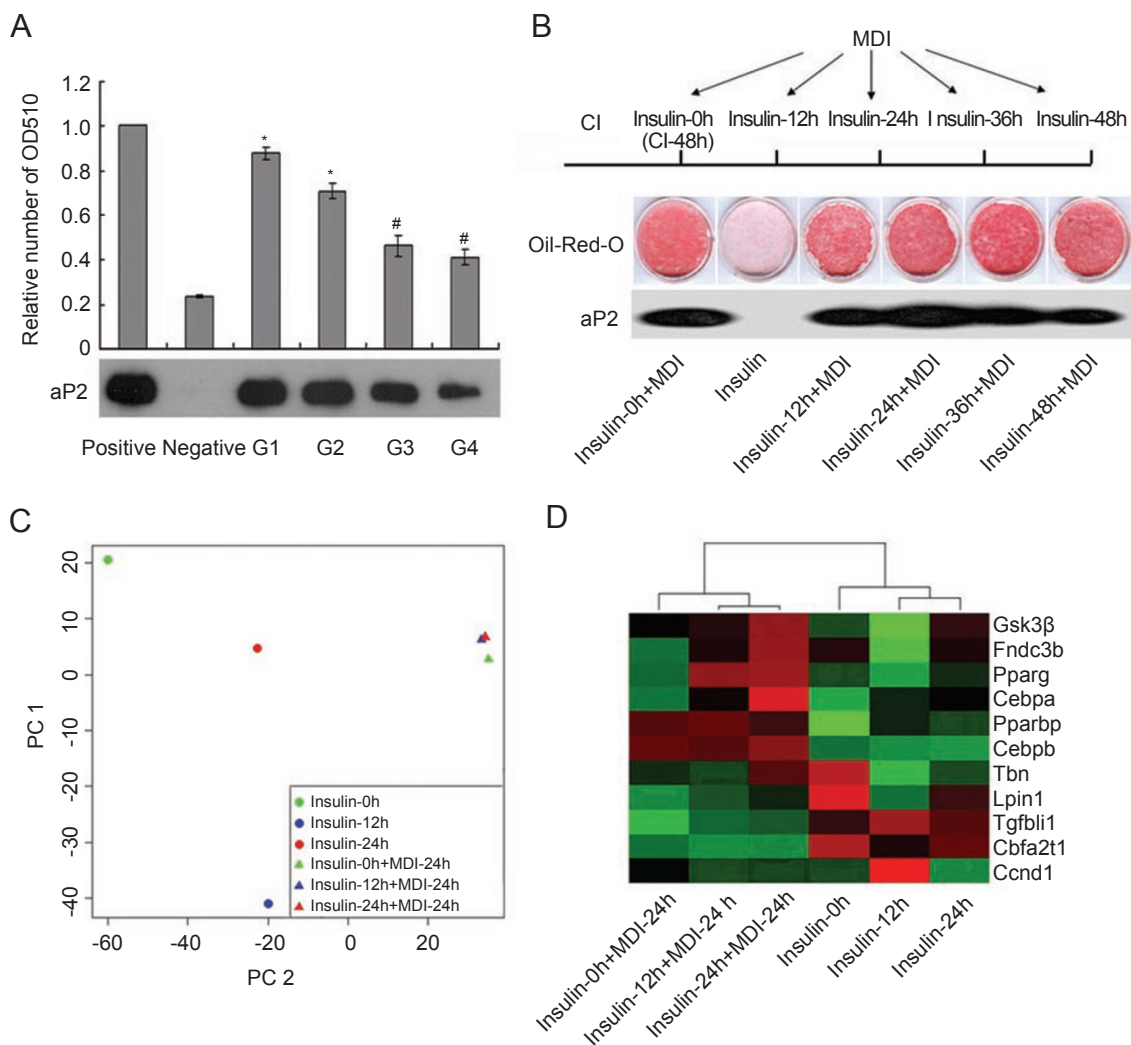 A
Relative number of OD510
1.2
1.0
0.8
0.6
0.4
0.2
0
*
*
#
#
aP2
Positive Negative G1 G2 G3 G4
B
MDI
CI
Insulin-0h Insulin-12h Insulin-24h I nsulin-36h Insulin-48h
(CI-48h)
Oil-Red-O
aP2
Insulin-0h+MDI
Insulin
Insulin-12h+MDI
Insulin-24h+MDI
Insulin-36h+MDI
Insulin-48h+MDI
C
PC 1
20
10
0
-10
-20
-30
-40
Insulin-0h
Insulin-12h
Insulin-24h
Insulin-0h+MDI-24h
Insulin-12h+MDI-24h
Insulin-24h+MDI-24h
-60 -40 -20 0 20
PC 2
D
Gsk3β
Fndc3b
Pparg
Cebpa
Pparbp
Cebpb
Tbn
Lpin1
Tgfbli1
Cbfa2t1
Ccnd1
Insulin-0h+MDI-24h
Insulin-12h+MDI-24 h
Insulin-24h+MDI-24h
Insulin-0h
Insulin-12h
Insulin-24h